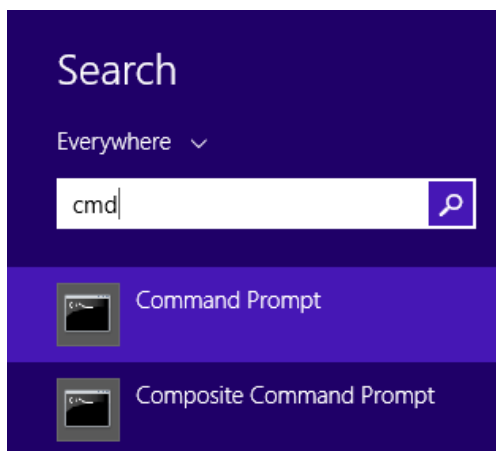 Search
Everywhere
cmd
Command Prompt
Composite Command Prompt